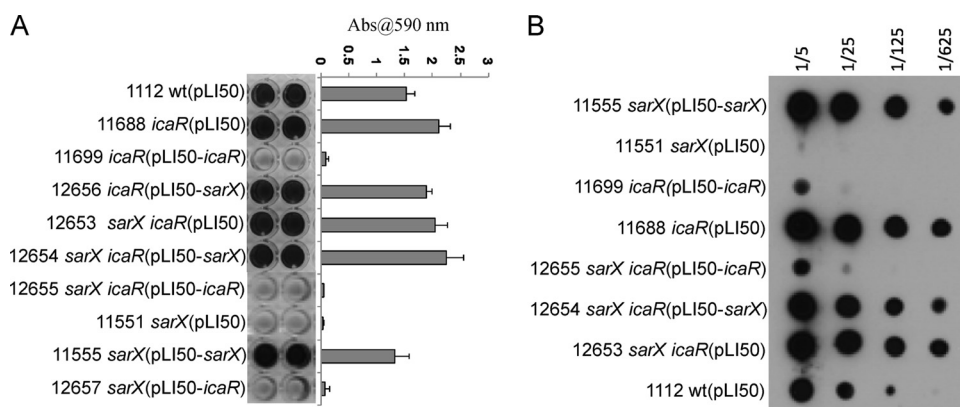 A
Abs@590 nm
0 0.5 1 1.5 2 2.5 3
1112 wt(pLI50)
11688 icaR(pLI50)
11699 icaR(pLI50-icaR)
12656 icaR(pLI50-sarX)
12653 sarX icaR(pLI50)
12654 sarX icaR(pLI50-sarX)
12655 sarX icaR(pLI50-icaR)
11551 sarX(pLI50)
11555 sarX(pLI50-sarX)
12657 sarX(pLI50-icaR)
B
1/5 1/25 1/125 1/625
11555 sarX(pLI50-sarX)
11551 sarX(pLI50)
11699 icaR(pLI50-icaR)
11688 icaR(pLI50)
12655 sarX icaR(pLI50-icaR)
12654 sarX icaR(pLI50-sarX)
12653 sarX icaR(pLI50)
1112 wt(pLI50)